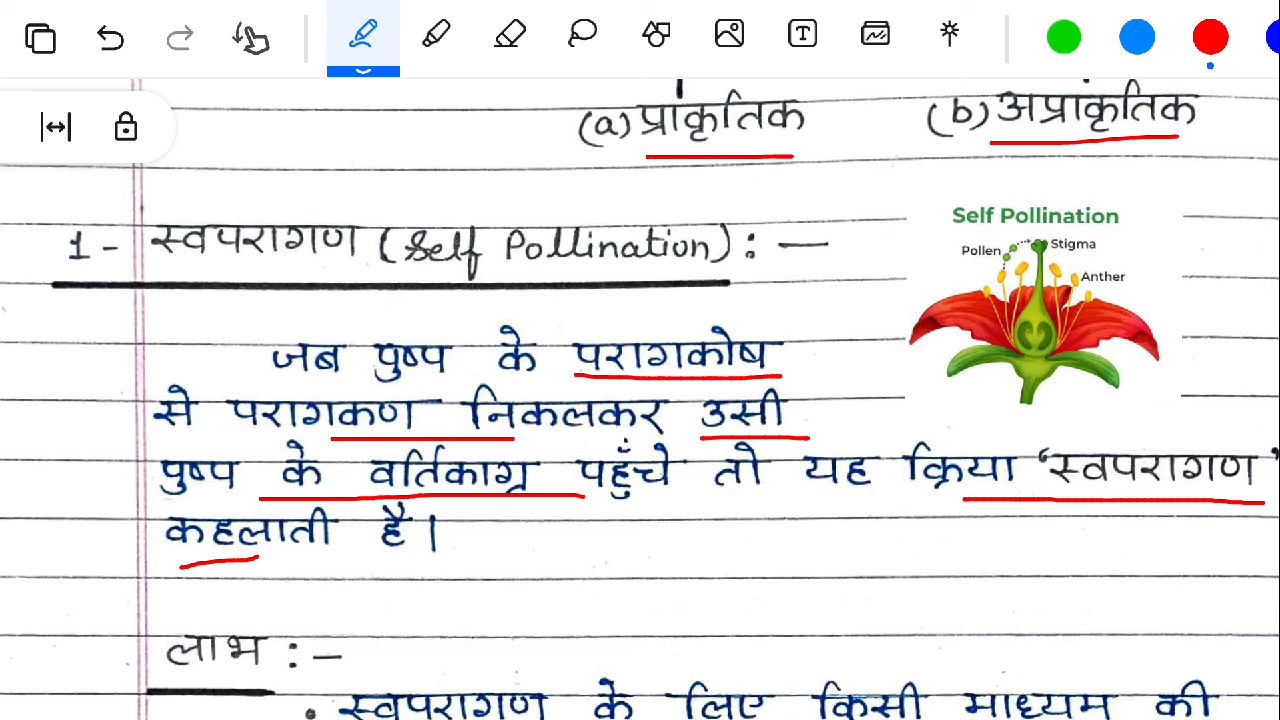 (a) प्राकृतिक (b) अप्राकृतिक
1- स्वपरागण (Self Pollination) : —
Self Pollination
Pollen
Stigma
Anther
जब पुष्प के परागकोष
से परागकण निकलकर उसी
पुष्प के वर्तिकाग्र पहुँचे तो यह क्रिया ‘स्वपरागण’
कहलाती है।
लाभ : —
• स्वपरागण के लिए किसी माध्यम की